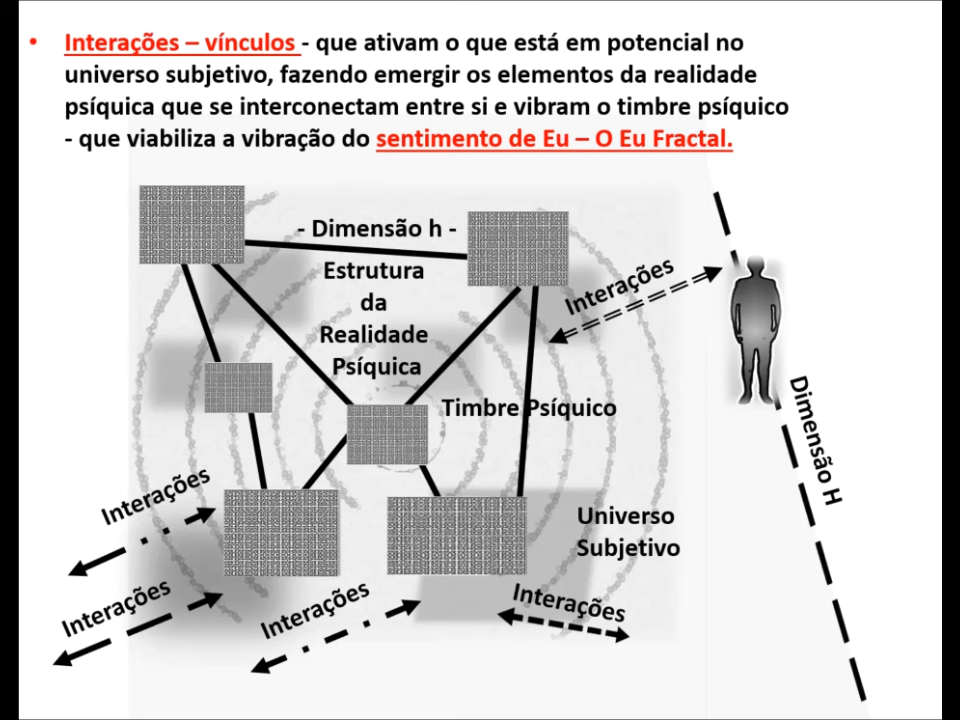 • Interações – vínculos - que ativam o que está em potencial no
universo subjetivo, fazendo emergir os elementos da realidade
psíquica que se interconectam entre si e vibram o timbre psíquico
- que viabiliza a vibração do sentimento de Eu – O Eu Fractal.
- Dimensão h -
Estrutura
da
Realidade
Psíquica
Interações
Timbre Psíquico
Dimensão H
Interações
Universo
Subjetivo
Interações
Interações
Interações